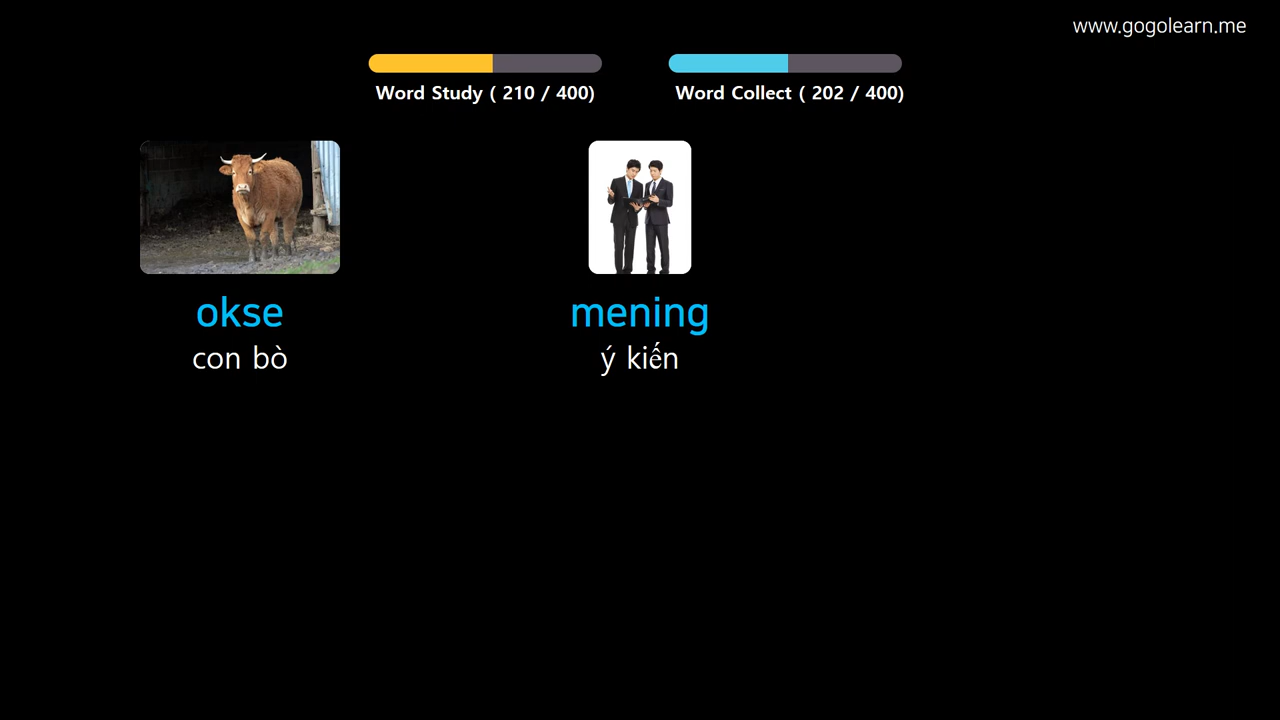 www.gogolearn.me
Word Study ( 210 / 400)
Word Collect ( 202 / 400)
okse
con bò
mening
ý kiến